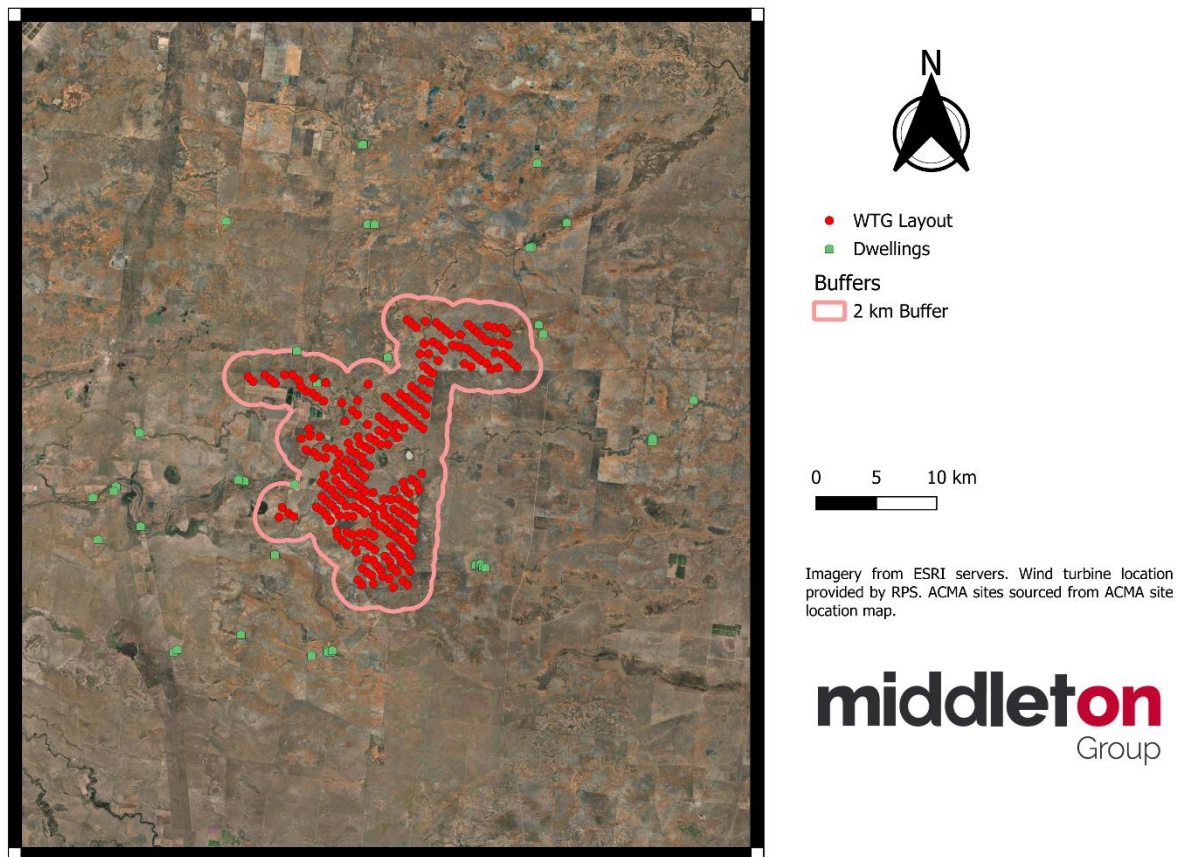 N
WTG Layout
Dwellings
Buffers
2 km Buffer
0 5 10 km
Imagery from ESRI servers. Wind turbine location
provided by RPS. ACMA sites sourced from ACMA site
location map.
middleton
Group